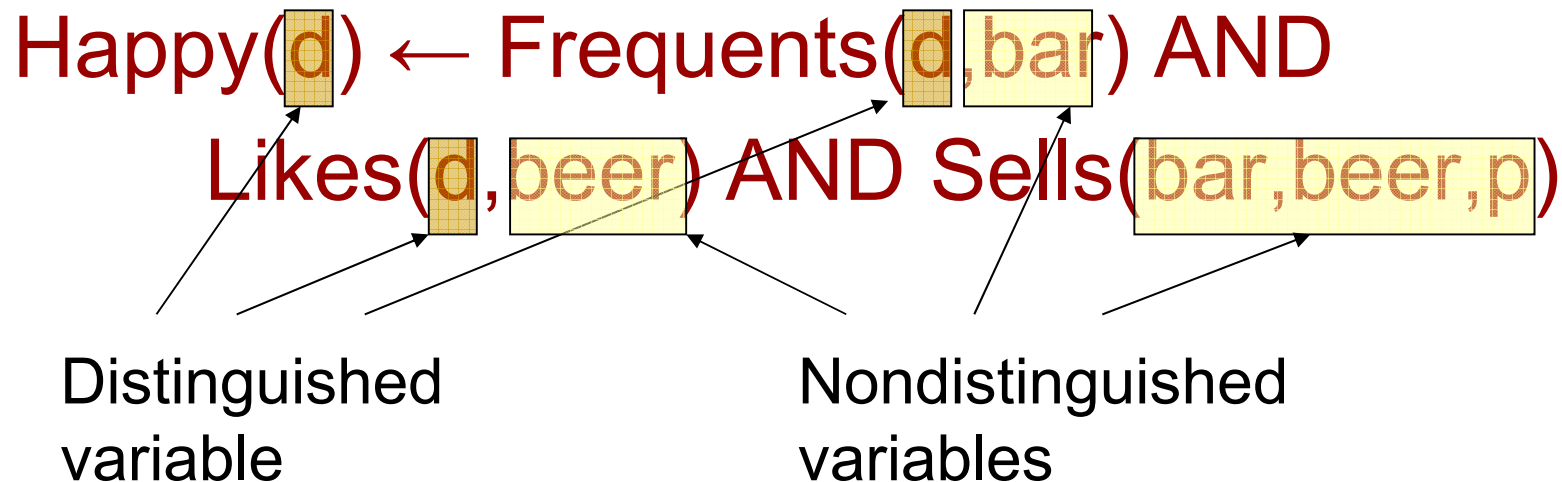 Happy(d) ← Frequents(d,bar) AND
Likes(d,beer) AND Sells(bar,beer,p)
Distinguished
variable
Nondistinguished
variables